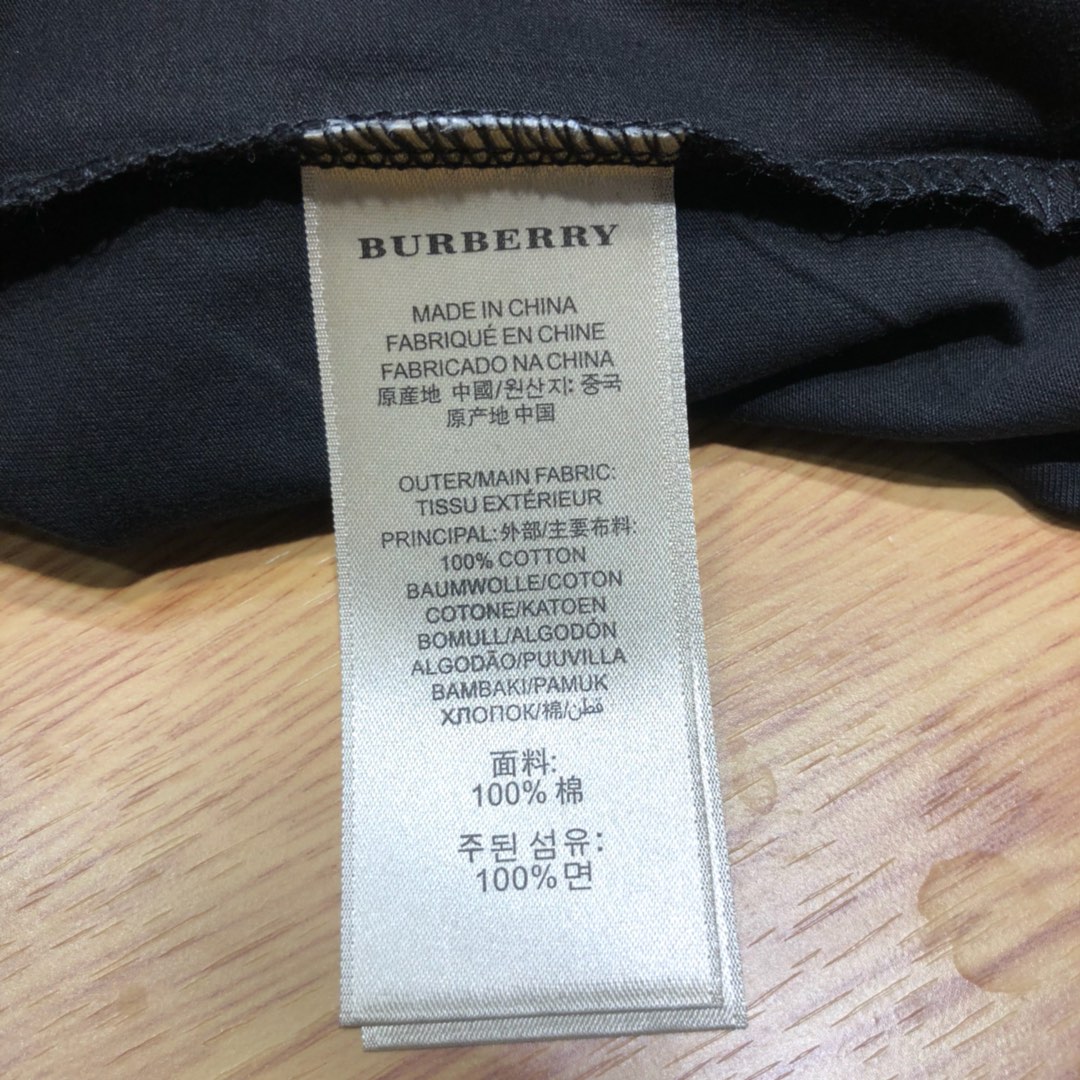 BURBERRY
MADE IN CHINA
FABRIQUÉ EN CHINE
FABRICADO NA CHINA
原産地 中國/원산지: 중국
原产地 中国
OUTER/MAIN FABRIC:
TISSU EXTÉRIEUR
PRINCIPAL:外部/主要布料:
100% COTTON
BAUMWOLLE/COTON
COTONE/KATOEN
BOMULL/ALGODÓN
ALGODÃO/PUUVILLA
BAMBAKI/PAMUK
ХЛОПОК/棉/قطن
面料:
100% 棉
주된 섬유:
100% 면